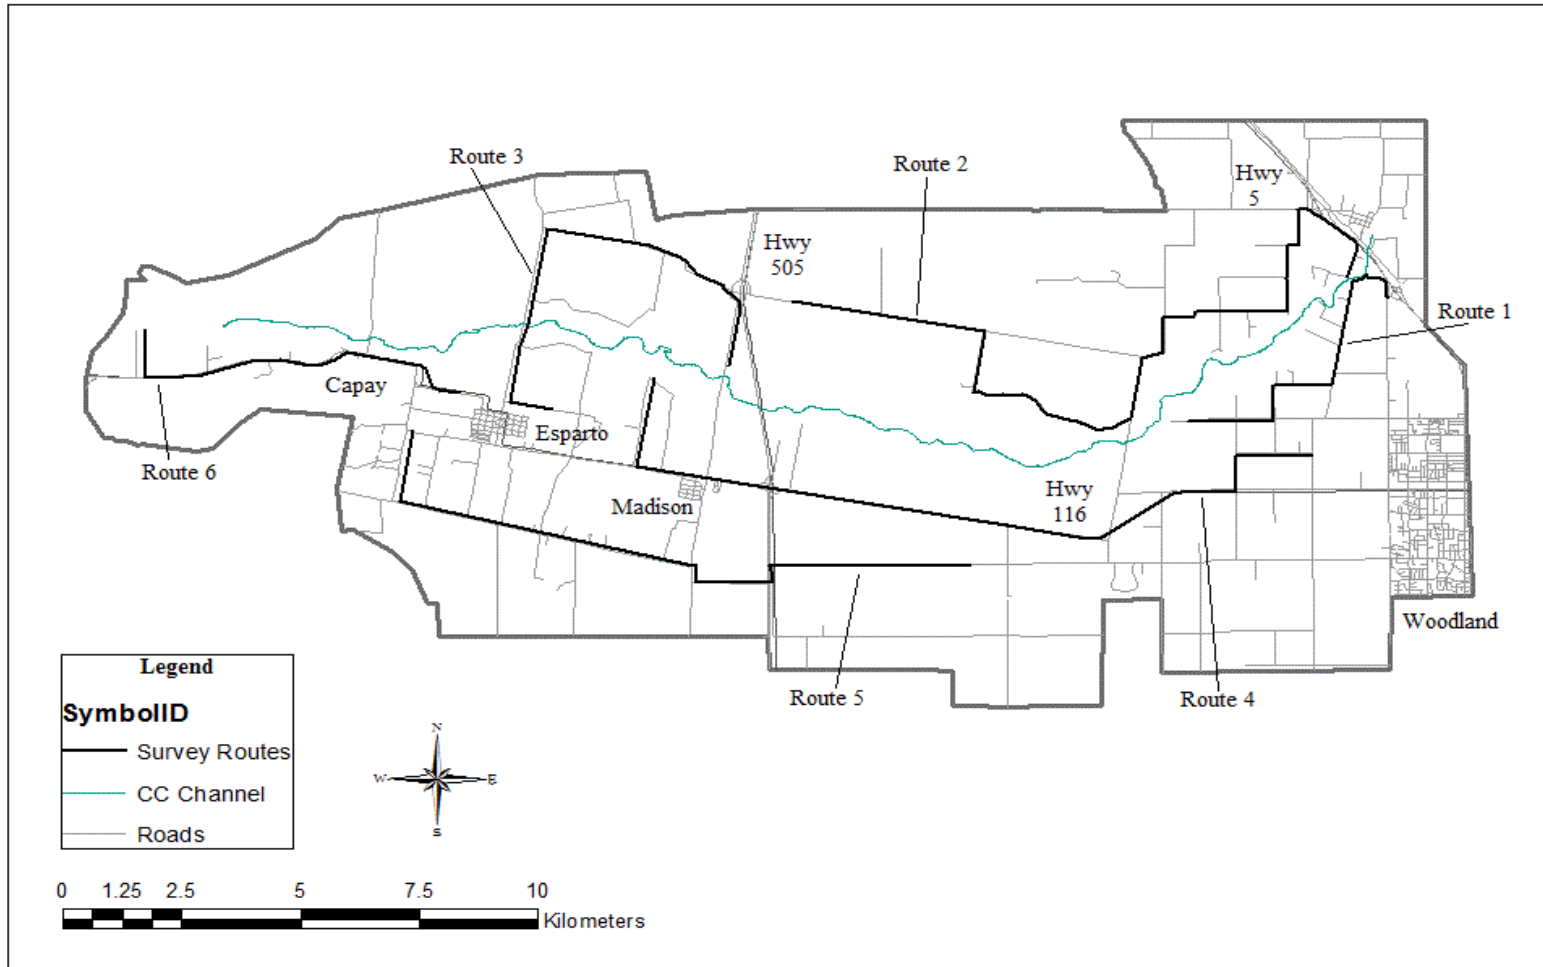 Route 3
Route 2
Hwy
5
Hwy
505
Route 1
Capay
Esparto
Route 6
Madison
Hwy
116
Woodland
Route 5
Route 4
Legend
SymbolID
Survey Routes
CC Channel
Roads
N
W E
S
0 1.25 2.5 5 7.5 10
Kilometers